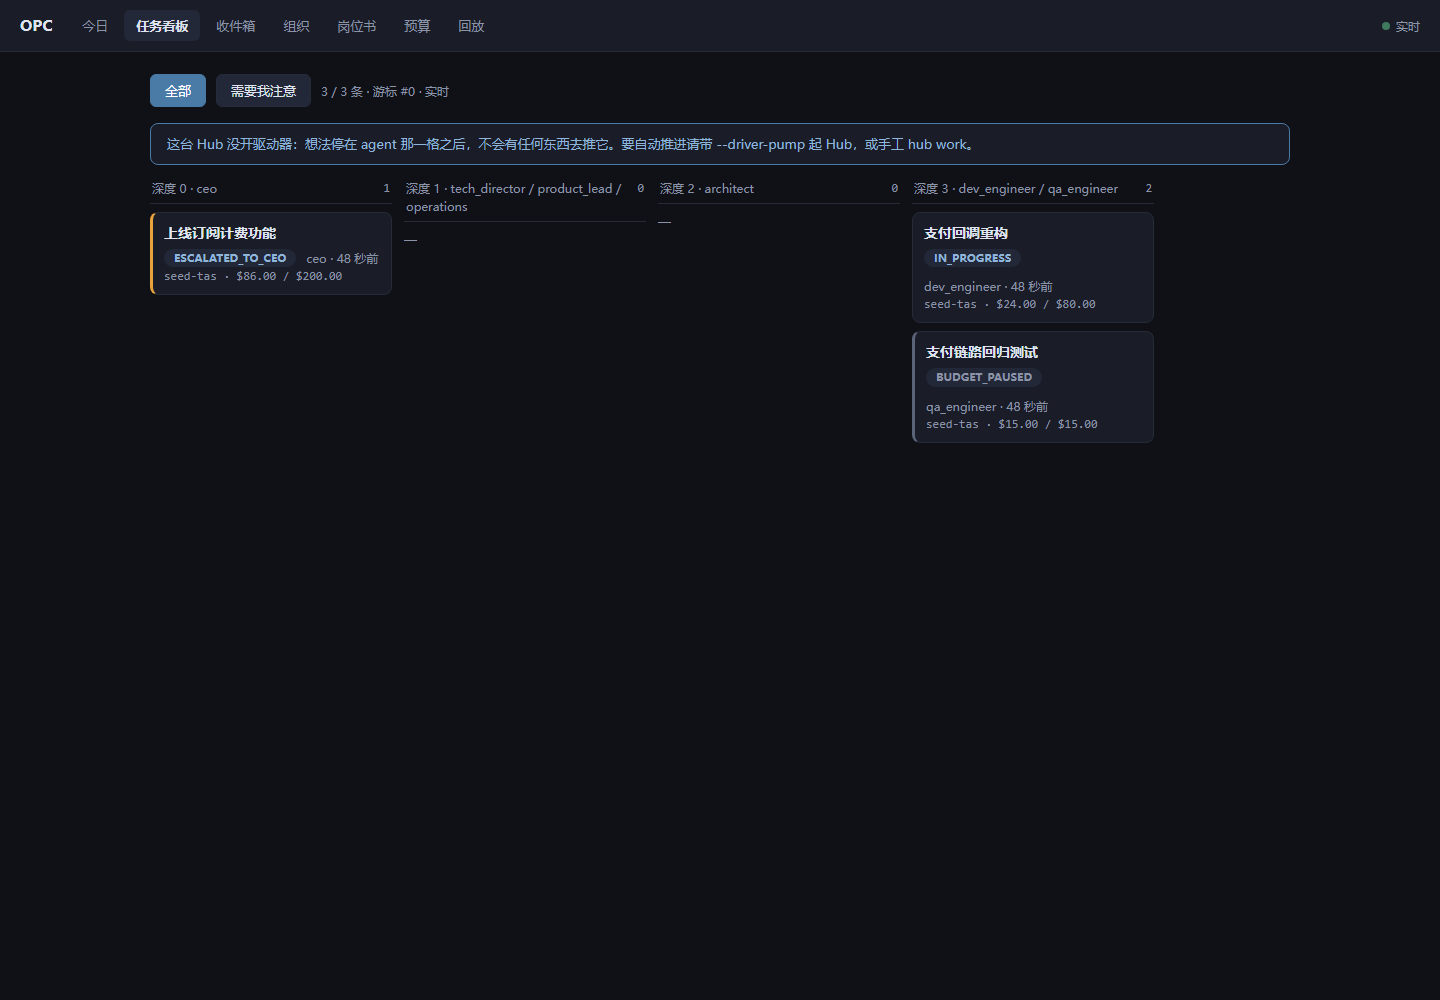 OPC 今日 任务看板 收件箱 组织 岗位书 预算 回放 实时
全部 需要我注意 3 / 3 条 · 游标 #0 · 实时
这台 Hub 没开驱动器：想法停在 agent 那一格之后，不会有任何东西去推它。要自动推进请带 --driver-pump 起 Hub，或手工 hub work。
深度 0 · ceo 1
上线订阅计费功能
ESCALATED_TO_CEO ceo · 48 秒前
seed-tas · $86.00 / $200.00
深度 1 · tech_director / product_lead / 0
operations
—
深度 2 · architect 0
—
深度 3 · dev_engineer / qa_engineer 2
支付回调重构
IN_PROGRESS
dev_engineer · 48 秒前
seed-tas · $24.00 / $80.00
支付链路回归测试
BUDGET_PAUSED
qa_engineer · 48 秒前
seed-tas · $15.00 / $15.00